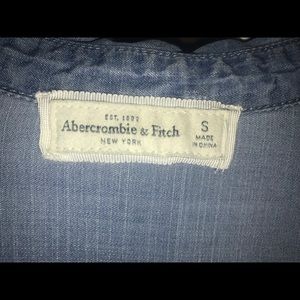 EST. 1892
Abercrombie & Fitch
NEW YORK
S
MADE
IN CHINA